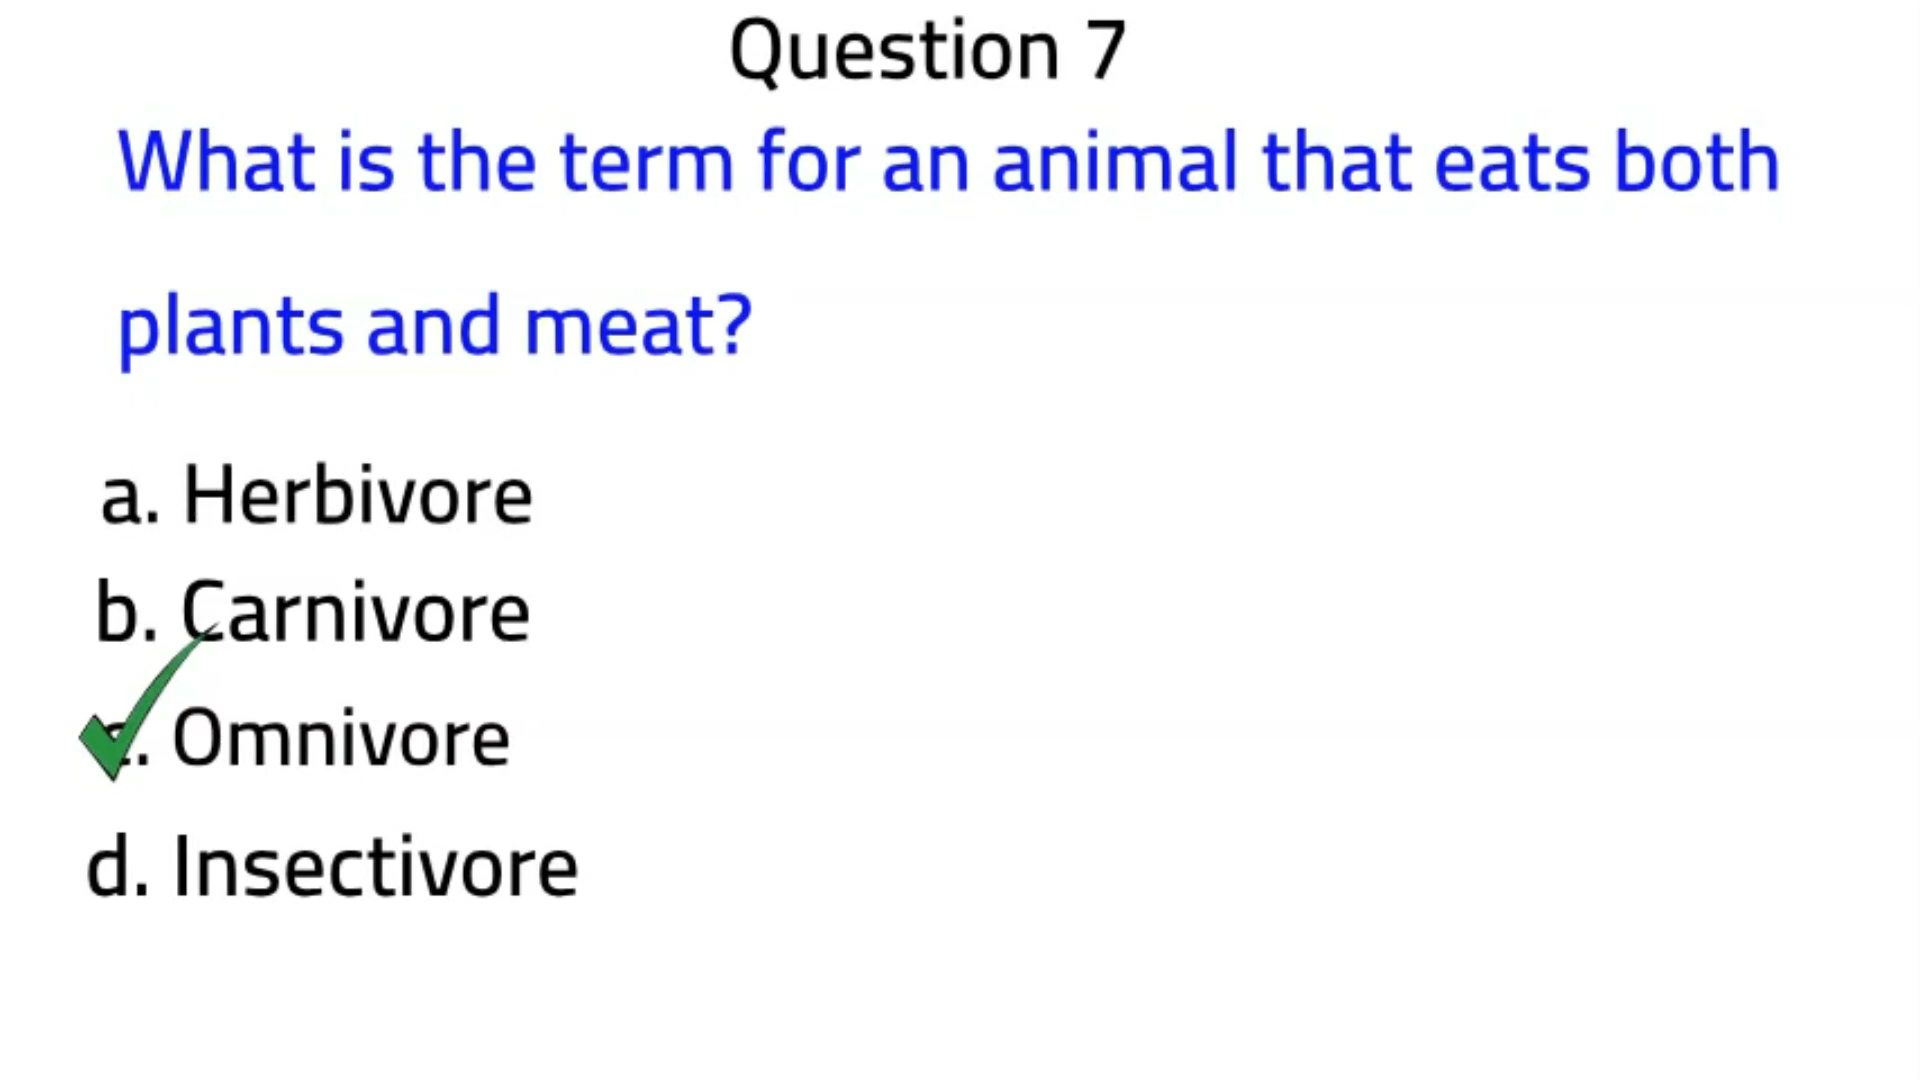 Question 7
What is the term for an animal that eats both
plants and meat?
a. Herbivore
b. Carnivore
c. Omnivore
d. Insectivore